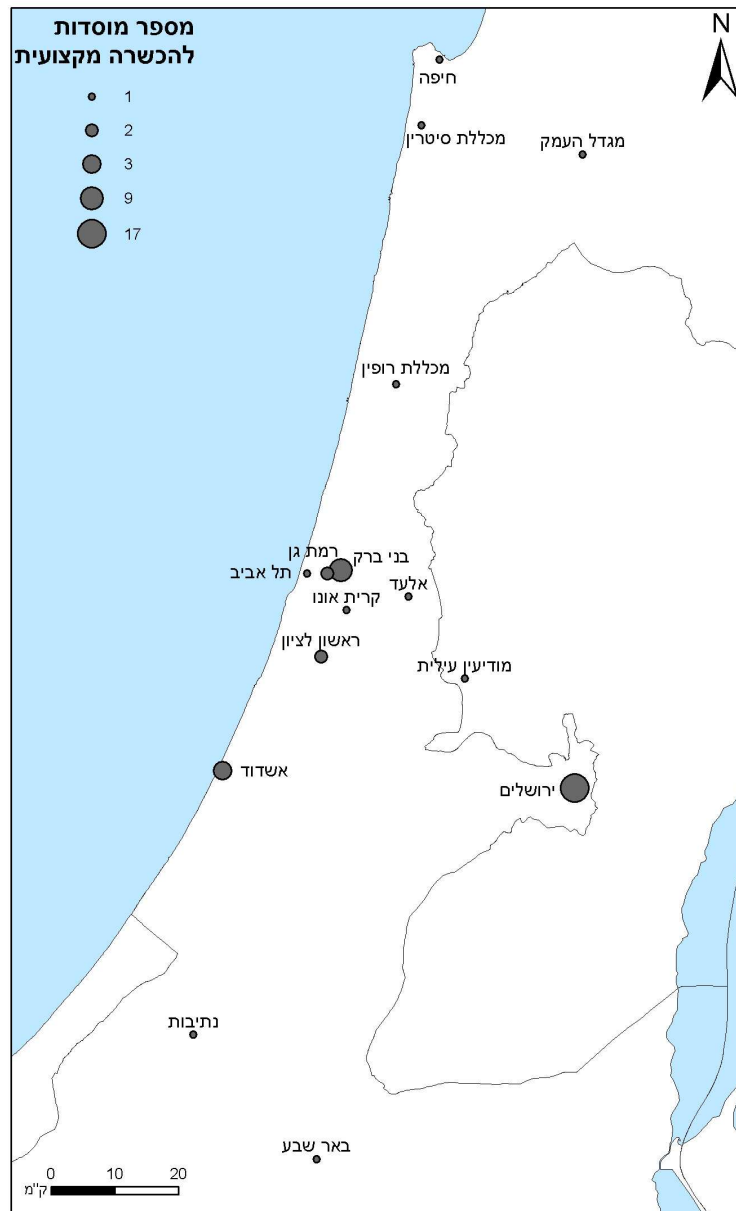 מספר מוסדות
להכשרה מקצועית
1
2
3
9
17
N
חיפה
מכללת סיטרין
מגדל העמק
מכללת רופין
רמת גן
בני ברק
תל אביב
אלעד
קרית אונו
ראשון לציון
מודיעין עילית
אשדוד
ירושלים
נתיבות
באר שבע
0 10 20
ק"מ